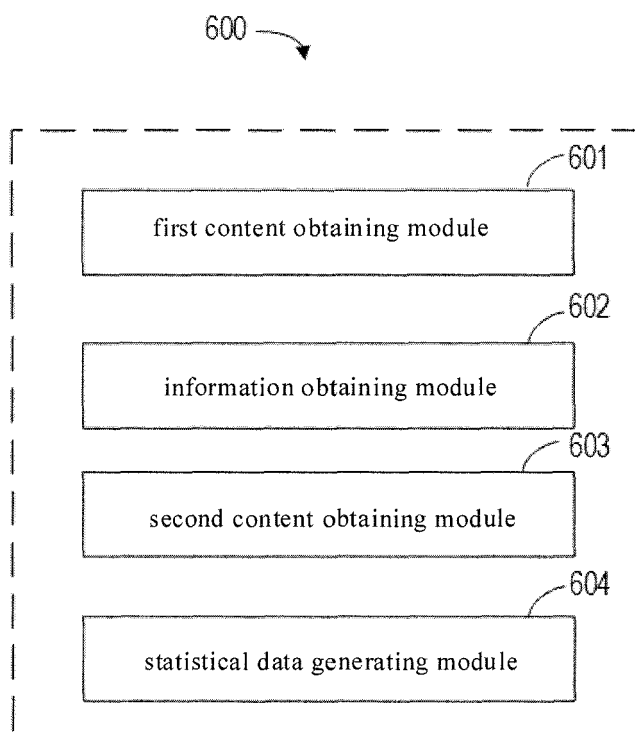 600
601
first content obtaining module
602
information obtaining module
603
second content obtaining module
604
statistical data generating module